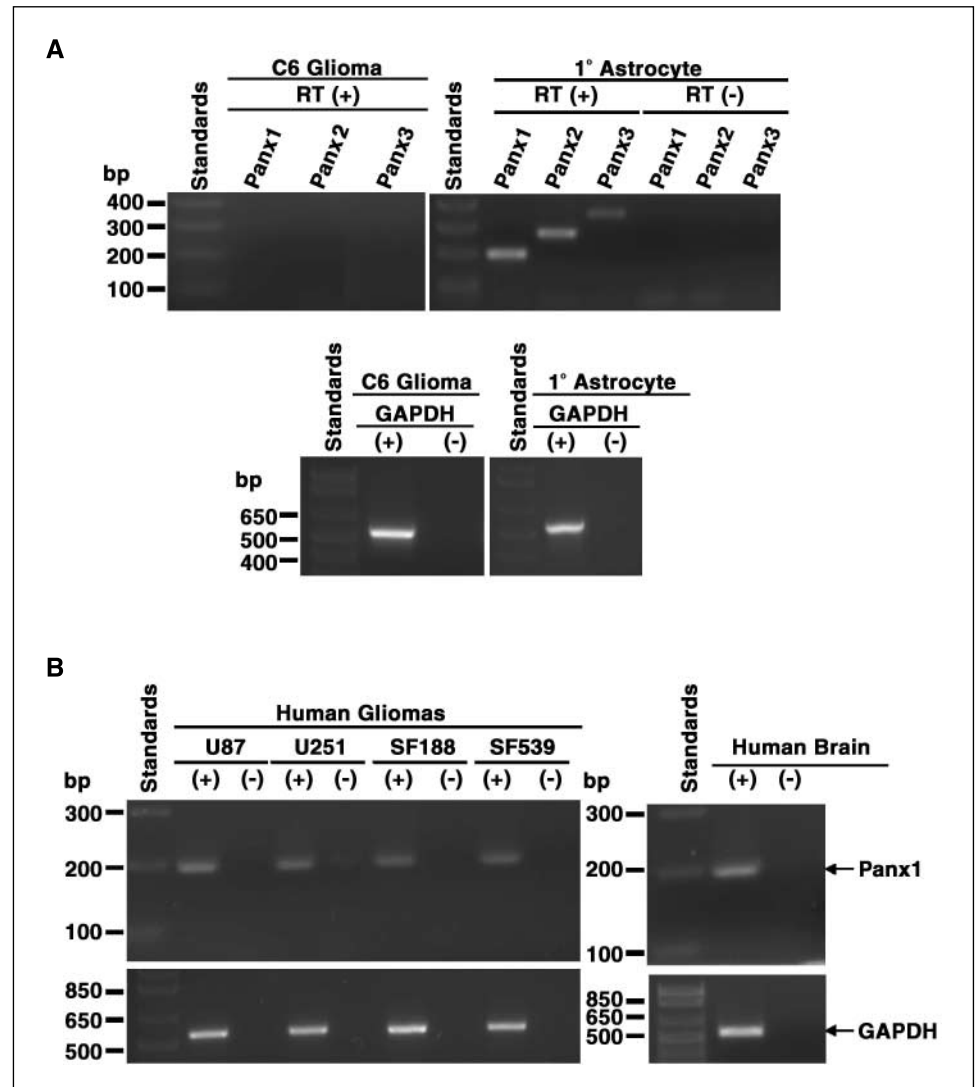 A
C6 Glioma
RT (+)
Standards
Panx1
Panx2
Panx3
1° Astrocyte
RT (+)
RT (-)
Standards
Panx1
Panx2
Panx3
Panx1
Panx2
Panx3
bp
400
300
200
100
Standards
C6 Glioma
GAPDH
(+) (-)
Standards
1° Astrocyte
GAPDH
(+) (-)
bp
650
500
400
B
Standards
Human Gliomas
U87 U251 SF188 SF539
bp
(+) (-) (+) (-) (+) (-) (+) (-)
300
200
100
850
650
500
Standards
Human Brain
bp
(+) (-)
300
200
100
Panx1
850
650
500
GAPDH